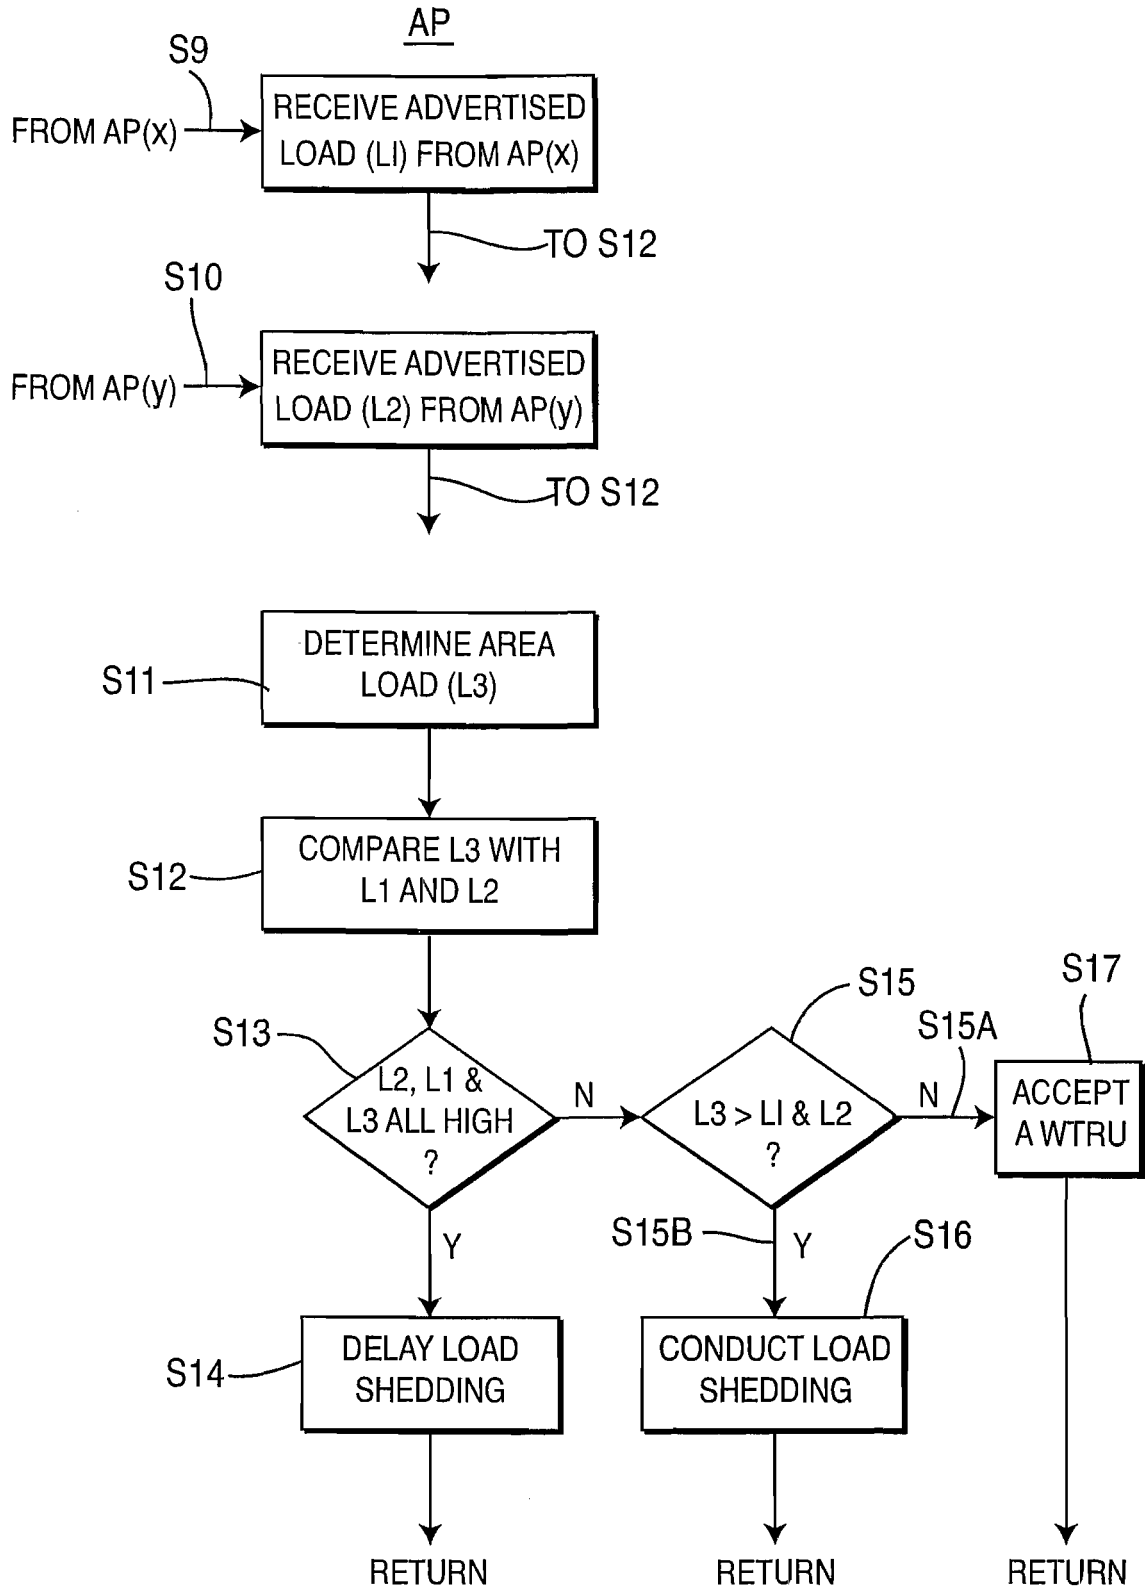 AP
S9
FROM AP(x)
RECEIVE ADVERTISED
LOAD (LI) FROM AP(x)
TO S12
S10
FROM AP(y)
RECEIVE ADVERTISED
LOAD (L2) FROM AP(y)
TO S12
S11
DETERMINE AREA
LOAD (L3)
S12
COMPARE L3 WITH
L1 AND L2
S13
L2, L1 &
L3 ALL HIGH
?
N
Y
S15
L3 > LI & L2
?
S15A
N
S17
ACCEPT
A WTRU
S15B
Y
S16
S14
DELAY LOAD
SHEDDING
CONDUCT LOAD
SHEDDING
RETURN
RETURN
RETURN